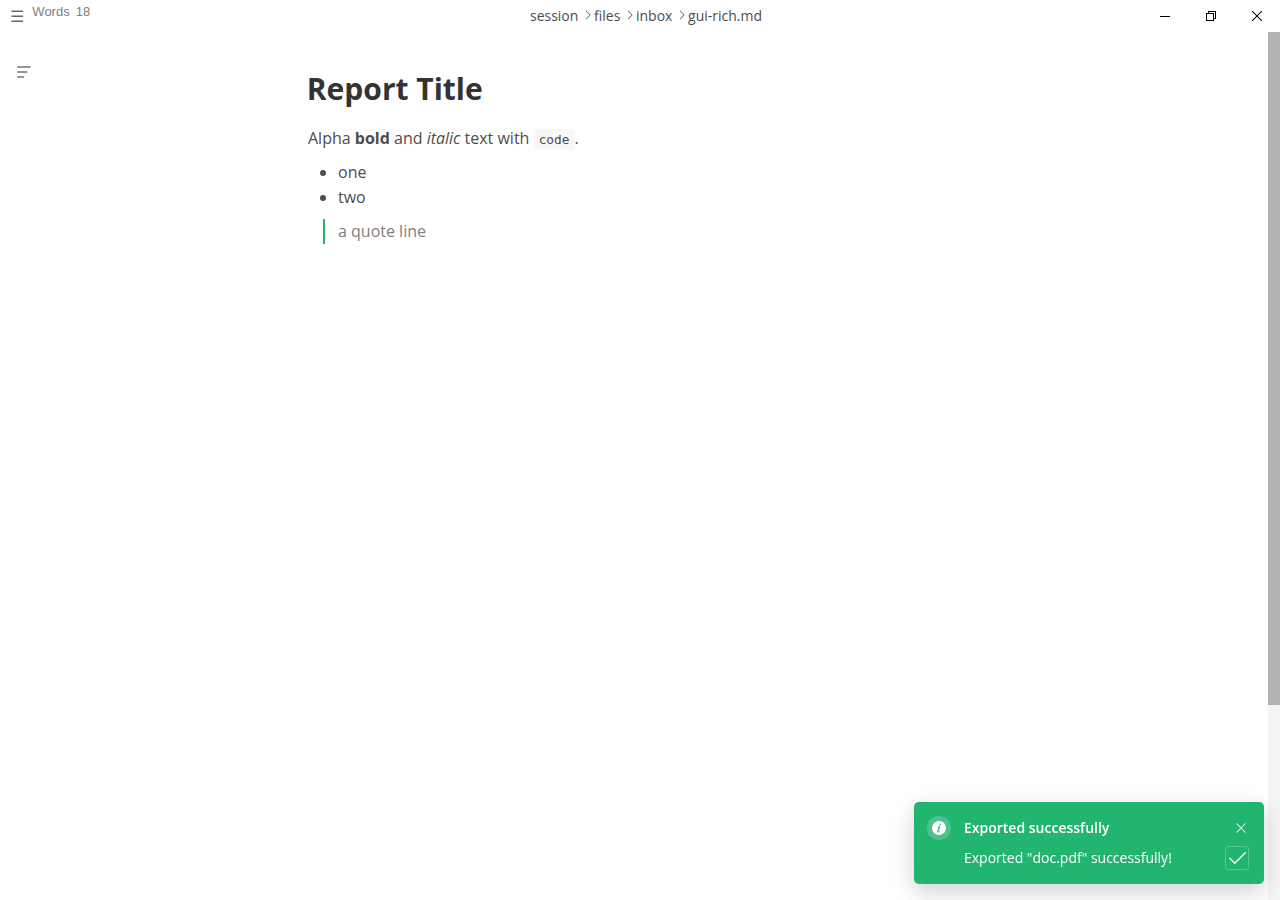 Words 18
session files inbox gui-rich.md
Report Title
Alpha bold and italic text with code .
one
two
a quote line
Exported successfully
Exported "doc.pdf" successfully!